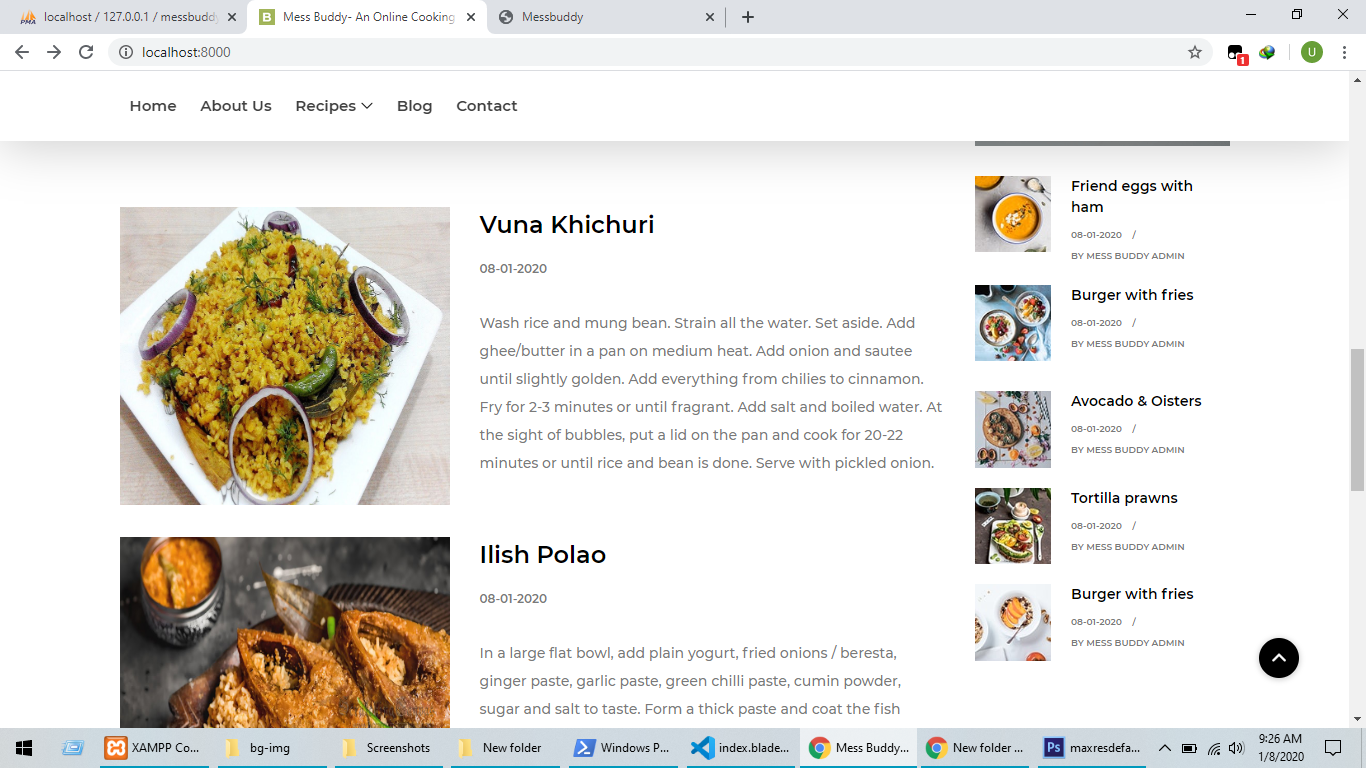 localhost / 127.0.0.1 / messbuddy
Mess Buddy- An Online Cooking
Messbuddy
localhost:8000
1
U
Home About Us Recipes Blog Contact
Vuna Khichuri
08-01-2020
Wash rice and mung bean. Strain all the water. Set aside. Add
ghee/butter in a pan on medium heat. Add onion and sautee
until slightly golden. Add everything from chilies to cinnamon.
Fry for 2-3 minutes or until fragrant. Add salt and boiled water. At
the sight of bubbles, put a lid on the pan and cook for 20-22
minutes or until rice and bean is done. Serve with pickled onion.
Ilish Polao
08-01-2020
In a large flat bowl, add plain yogurt, fried onions / beresta,
ginger paste, garlic paste, green chilli paste, cumin powder,
sugar and salt to taste. Form a thick paste and coat the fish
Friend eggs with
ham
08-01-2020 /
BY MESS BUDDY ADMIN
Burger with fries
08-01-2020 /
BY MESS BUDDY ADMIN
Avocado & Oisters
08-01-2020 /
BY MESS BUDDY ADMIN
Tortilla prawns
08-01-2020 /
BY MESS BUDDY ADMIN
Burger with fries
08-01-2020 /
BY MESS BUDDY ADMIN
XAMPP Co...
bg-img
Screenshots
New folder
Windows P...
index.blade...
Mess Buddy...
New folder ...
Ps
maxresdefa...
9:26 AM
1/8/2020